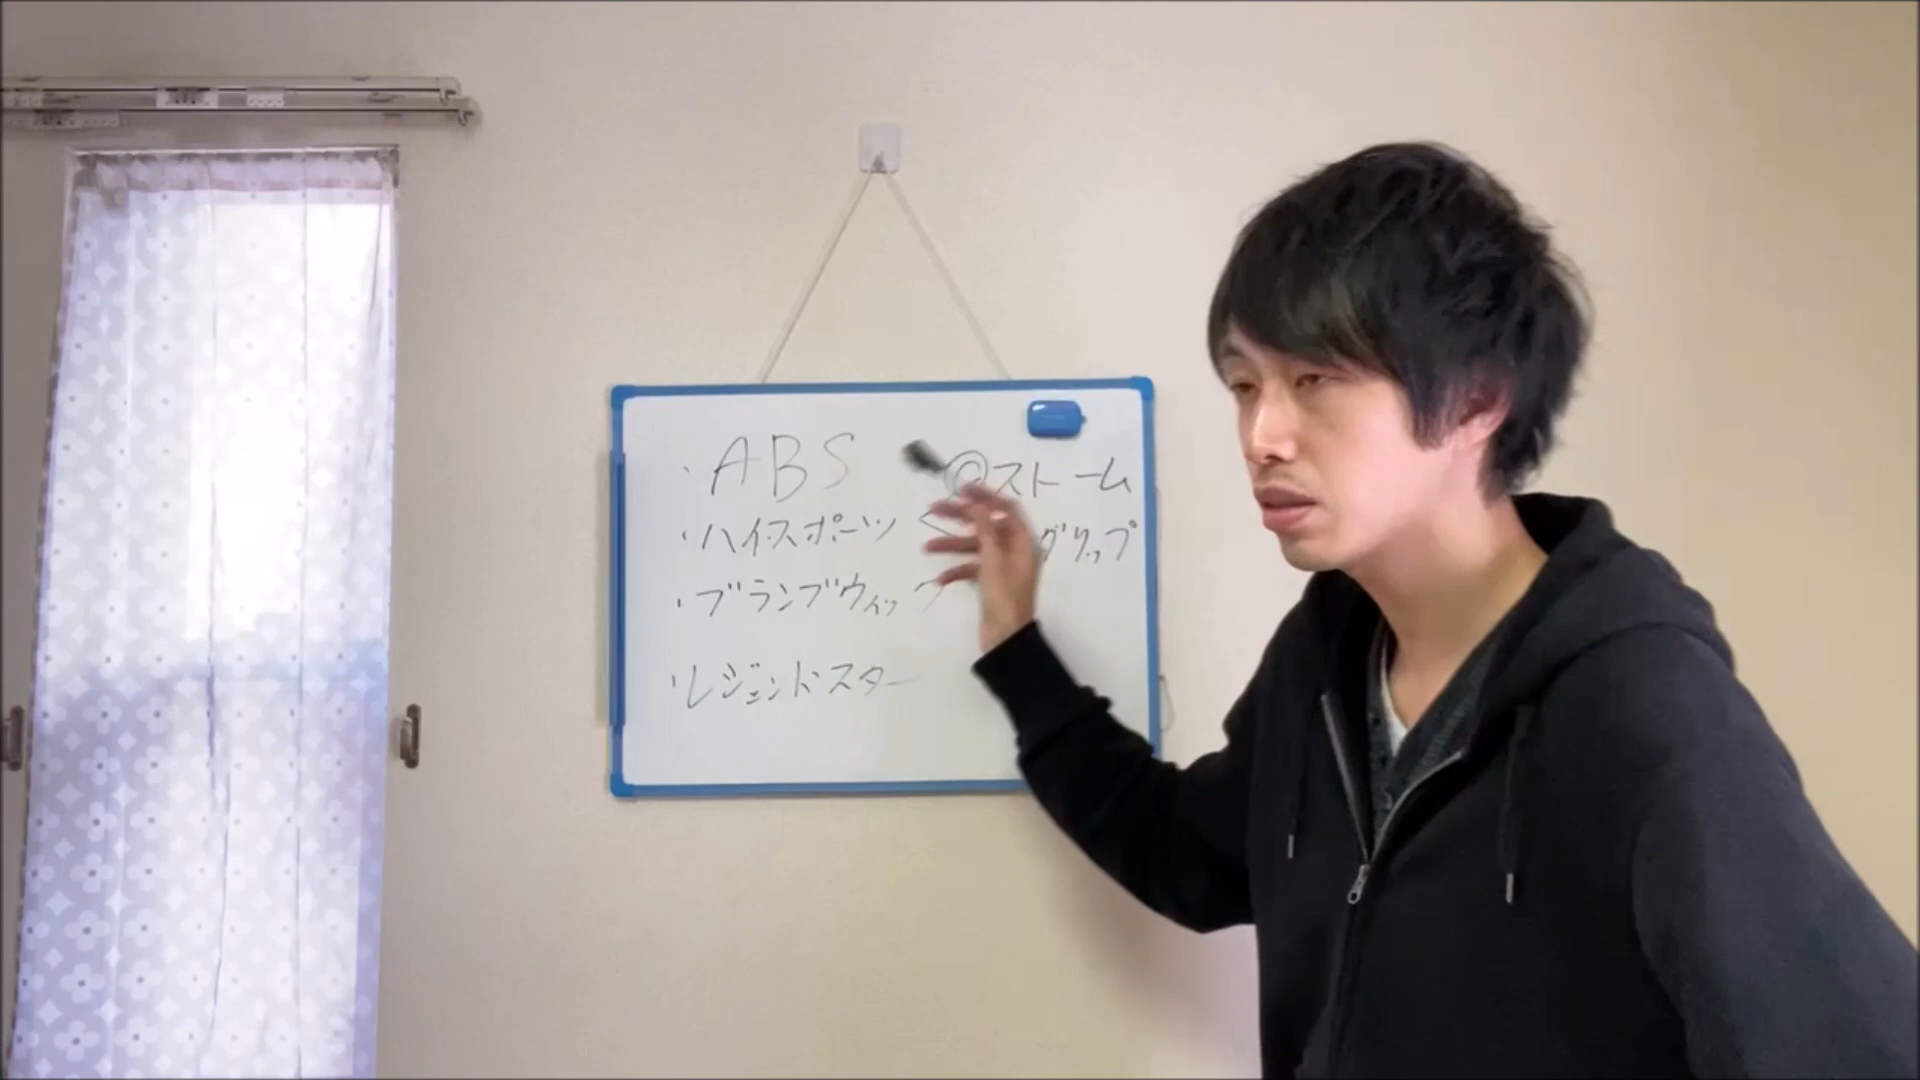 ・ABS
・ハイ・スポーツ
・ブランズウィック
・レジェンドスター
◎ストーム
グリップ